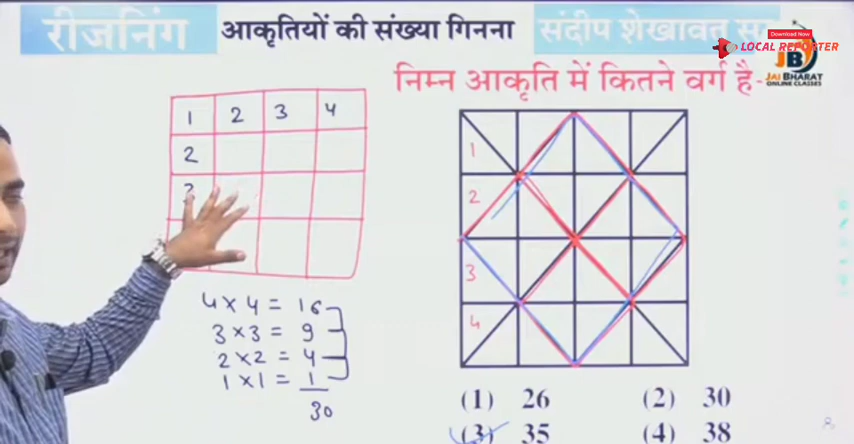 रीजनिंग
आकृतियों की संख्या गिनना
संदीप शेखावत
Download Now
LOCAL REPORTER
JB
JAI BHARAT
ONLINE CLASSES
निम्न आकृति में कितने वर्ग है-
1 2 3 4
2
1
2
3
4
4 × 4 = 16
3 × 3 = 9
2 × 2 = 4
1 × 1 = 1
30
(1) 26 (2) 30
(3) 35 (4) 38